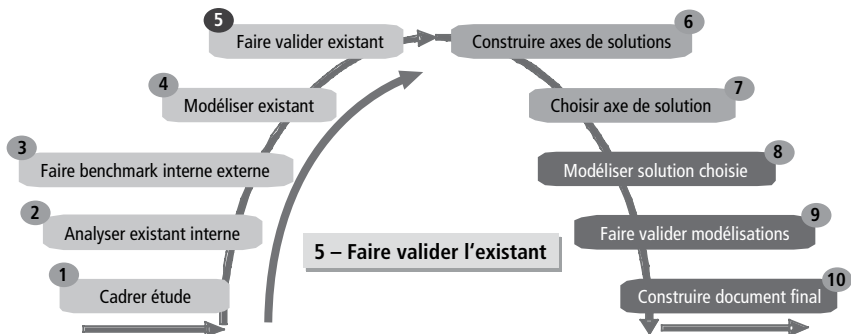 5
Faire valider existant
6
Construire axes de solutions
4
Modéliser existant
7
Choisir axe de solution
3
Faire benchmark interne externe
8
Modéliser solution choisie
2
Analyser existant interne
9
Faire valider modélisations
5 – Faire valider l'existant
1
Cadrer étude
10
Construire document final